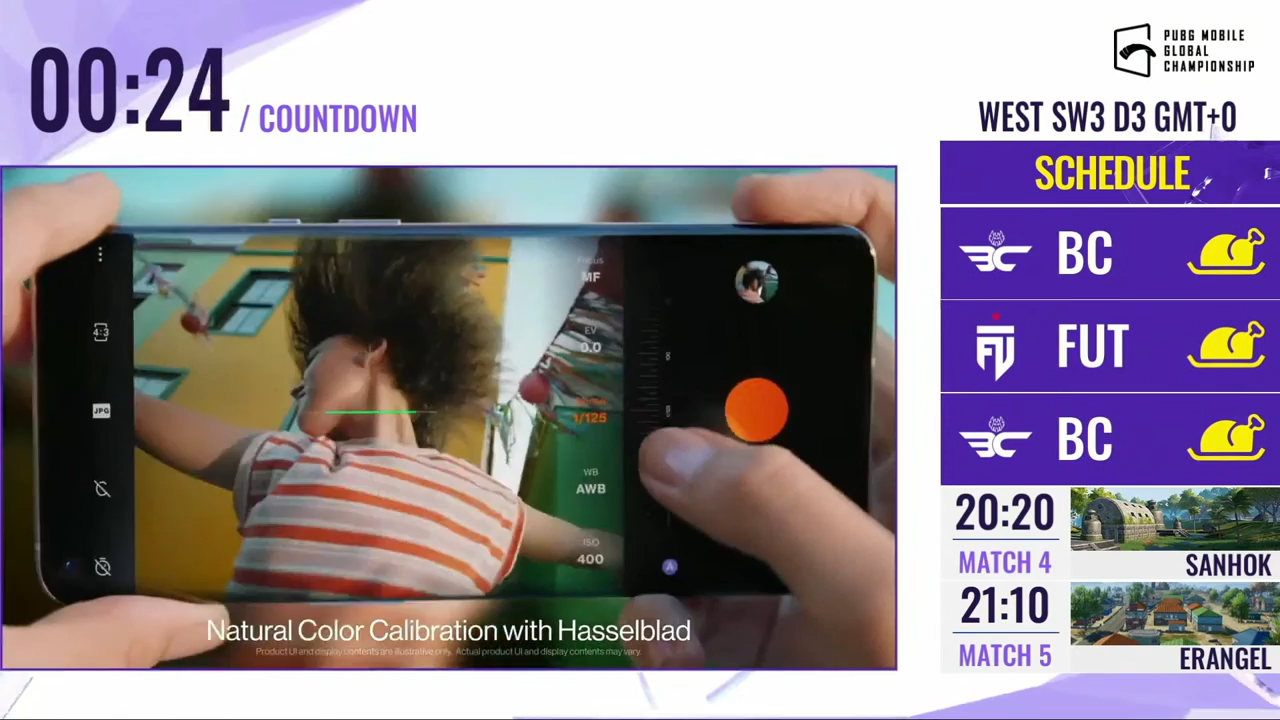 00:24 / COUNTDOWN
PUBG MOBILE
GLOBAL
CHAMPIONSHIP
WEST SW3 D3 GMT+0
SCHEDULE
BC
FUT
BC
20:20
MATCH 4
SANHOK
21:10
MATCH 5
ERANGEL
4:3
JPG
Focus
MF
EV
0.0
1/125
WB
AWB
ISO
400
A
Natural Color Calibration with Hasselblad
Product UI and display contents are illustrative only. Actual product UI and display contents may vary.